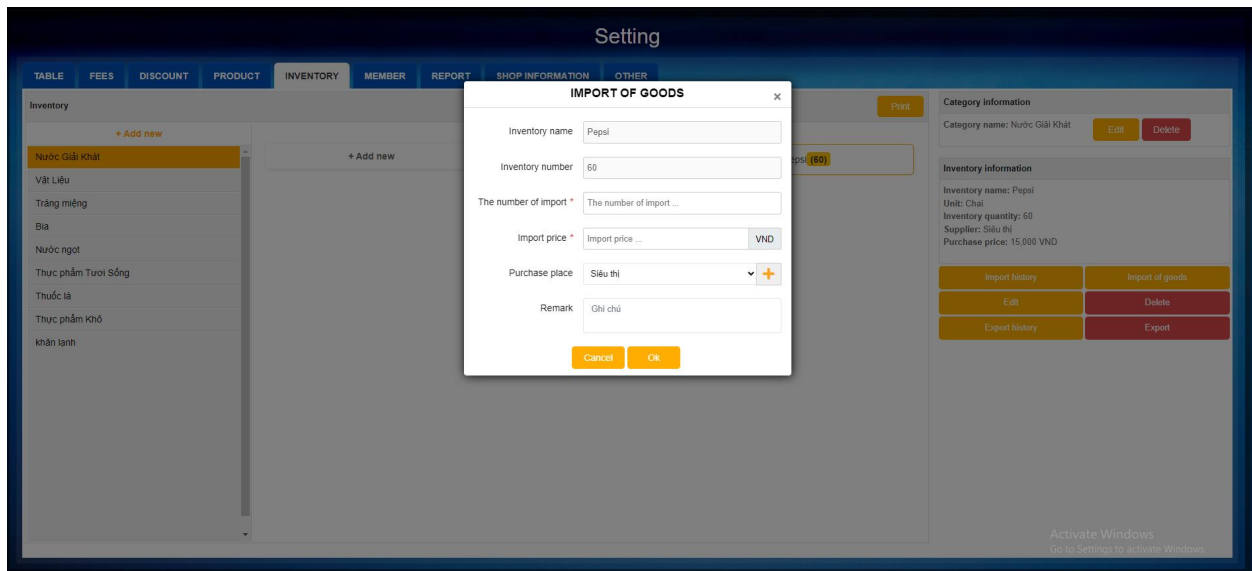 Setting
TABLE FEES DISCOUNT PRODUCT INVENTORY MEMBER REPORT SHOP INFORMATION OTHER
Inventory
Print
+ Add new
Nước Giải Khát
Vật Liệu
Tráng miệng
Bia
Nước ngọt
Thực phẩm Tươi Sống
Thuốc lá
Thực phẩm Khô
khăn lạnh
+ Add new
(60)
IMPORT OF GOODS ×
Inventory name Pepsi
Inventory number 60
The number of import * The number of import ...
Import price * Import price ... VND
Purchase place Siêu thị +
Remark Ghi chú
Cancel Ok
Category information
Category name: Nước Giải Khát Edit Delete
Inventory information
Inventory name: Pepsi
Unit: Chai
Inventory quantity: 60
Supplier: Siêu thị
Purchase price: 15,000 VND
Import history Import of goods
Edit Delete
Export history Export
Activate Windows
Go to Settings to activate Windows.